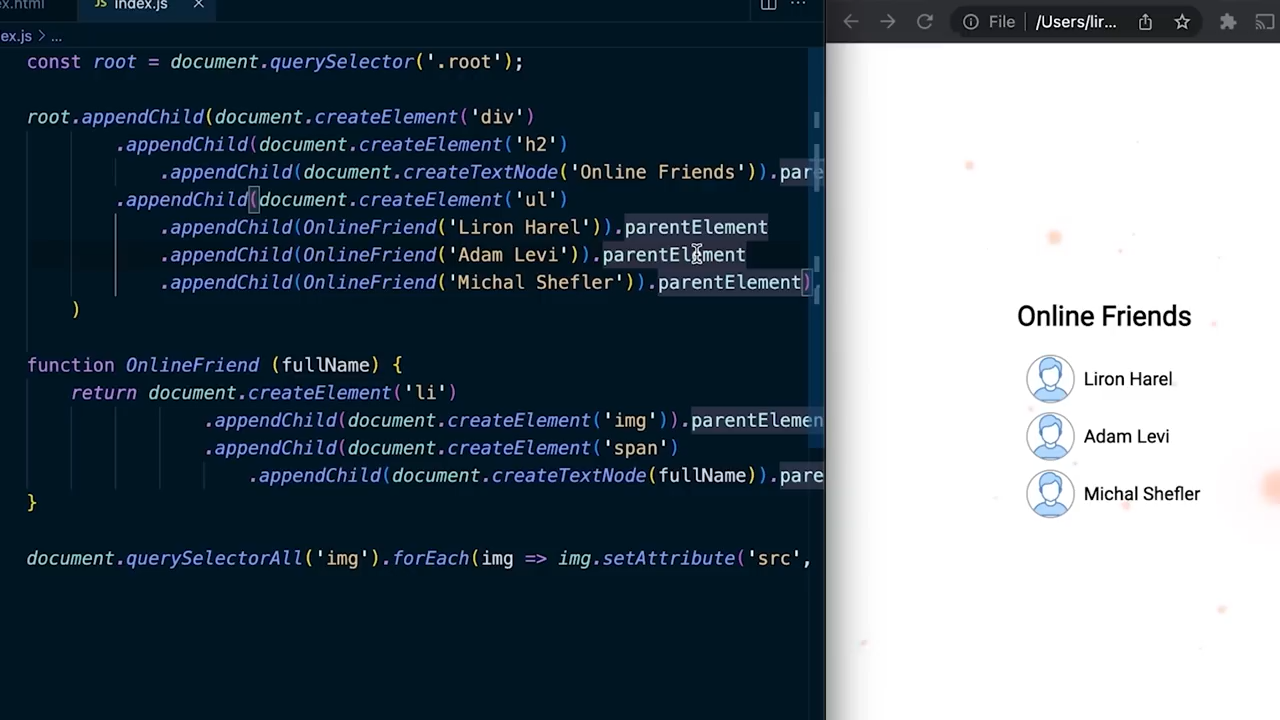 ex.html
JS index.js ×
ex.js > ...
const root = document.querySelector('.root');
root.appendChild(document.createElement('div')
.appendChild(document.createElement('h2')
.appendChild(document.createTextNode('Online Friends')).pare
.appendChild(document.createElement('ul')
.appendChild(OnlineFriend('Liron Harel')).parentElement
.appendChild(OnlineFriend('Adam Levi')).parentElement
.appendChild(OnlineFriend('Michal Shefler')).parentElement)
)
function OnlineFriend (fullName) {
return document.createElement('li')
.appendChild(document.createElement('img')).parentElemen
.appendChild(document.createElement('span')
.appendChild(document.createTextNode(fullName)).pare
}
document.querySelectorAll('img').forEach(img => img.setAttribute('src',
File | /Users/lir...
Online Friends
Liron Harel
Adam Levi
Michal Shefler